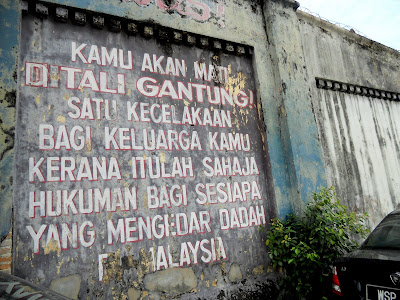 KAMU AKAN MATI
DI TALI GANTUNG!
SATU KECELAKAAN
BAGI KELUARGA KAMU
KERANA ITULAH SAHAJA
HUKUMAN BAGI SESIAPA
YANG MENGEDAR DADAH
MALAYSIA
WSP